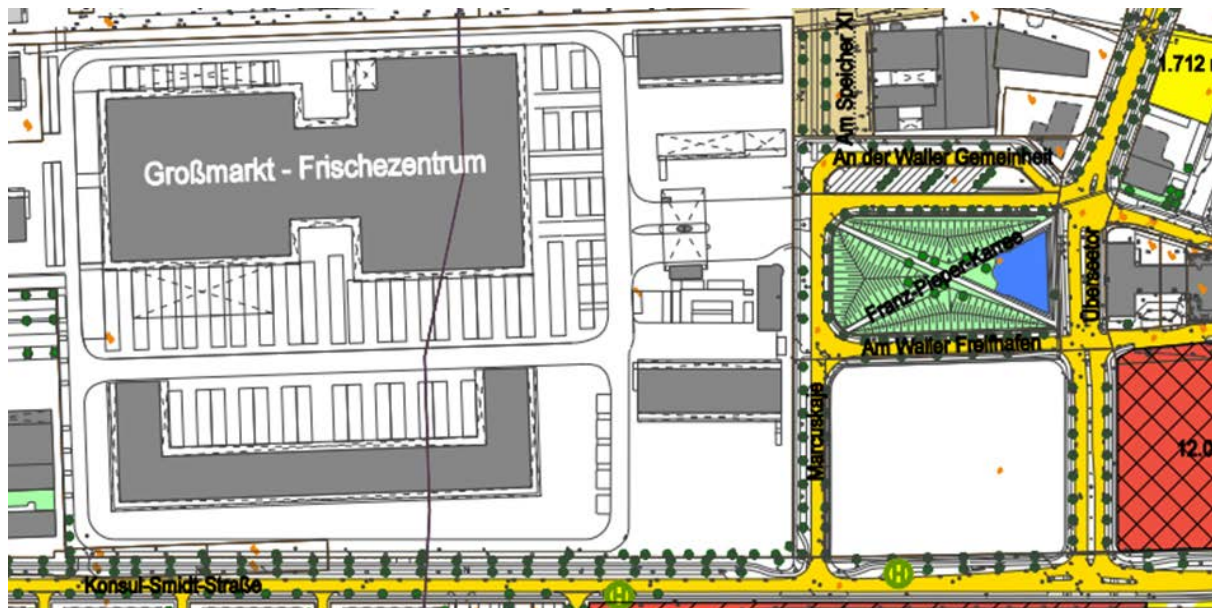 Am Speicher XI
1.712
An der Waller Gemeinheit
Großmarkt - Frischezentrum
Franz-Pieper-Karree
Überseetor
Am Waller Freihafen
Marcuskaje
12.0
Konsul-Smidt-Straße
H
H